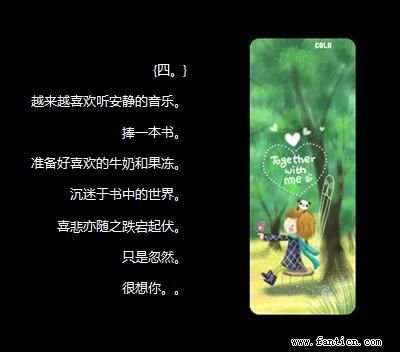 {四。}
越来越喜欢听安静的音乐。
捧一本书。
准备好喜欢的牛奶和果冻。
沉迷于书中的世界。
喜悲亦随之跌宕起伏。
只是忽然。
很想你。。
COLA
Together
with
me
www.fanticn.com